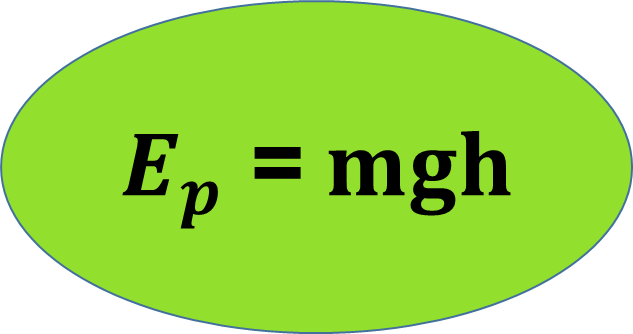 Eₚ = mgh